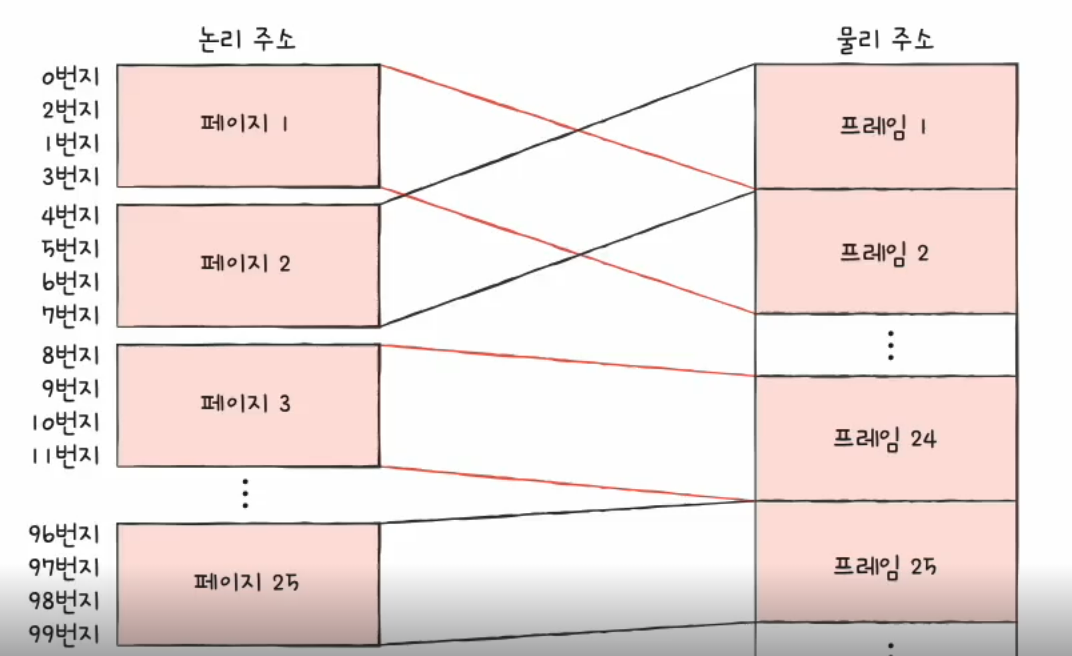 논리 주소
0번지
2번지
1번지
3번지
페이지 1
4번지
5번지
6번지
7번지
페이지 2
8번지
9번지
10번지
11번지
페이지 3
96번지
97번지
98번지
99번지
페이지 25
물리 주소
프레임 1
프레임 2
프레임 24
프레임 25